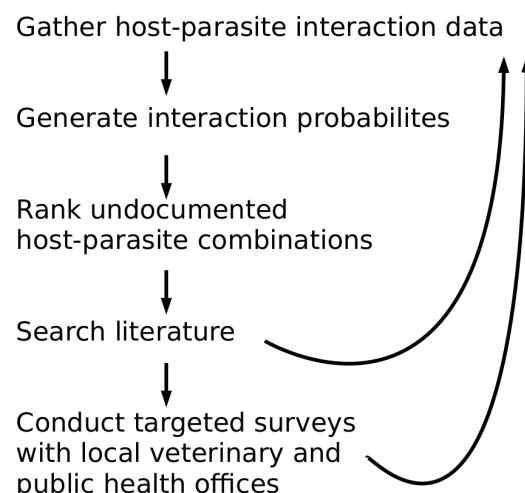 Gather host-parasite interaction data
Generate interaction probabilites
Rank undocumented
host-parasite combinations
Search literature
Conduct targeted surveys
with local veterinary and
public health offices